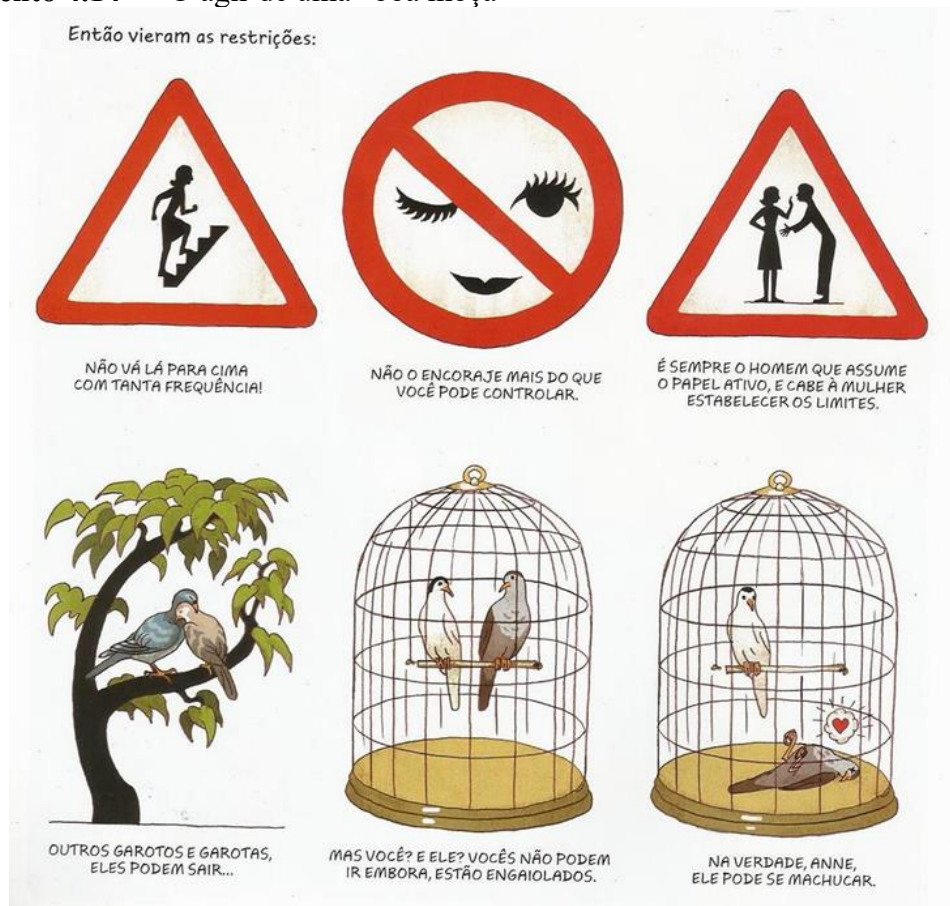 Então vieram as restrições:
NÃO VÁ LÁ PARA CIMA
COM TANTA FREQUÊNCIA!
NÃO O ENCORAJE MAIS DO QUE
VOCÊ PODE CONTROLAR.
É SEMPRE O HOMEM QUE ASSUME
O PAPEL ATIVO, E CABE À MULHER
ESTABELECER OS LIMITES.
OUTROS GAROTOS E GAROTAS,
ELES PODEM SAIR...
MAS VOCÊ? E ELE? VOCÊS NÃO PODEM
IR EMBORA, ESTÃO ENGAIOLADOS.
NA VERDADE, ANNE,
ELE PODE SE MACHUCAR.